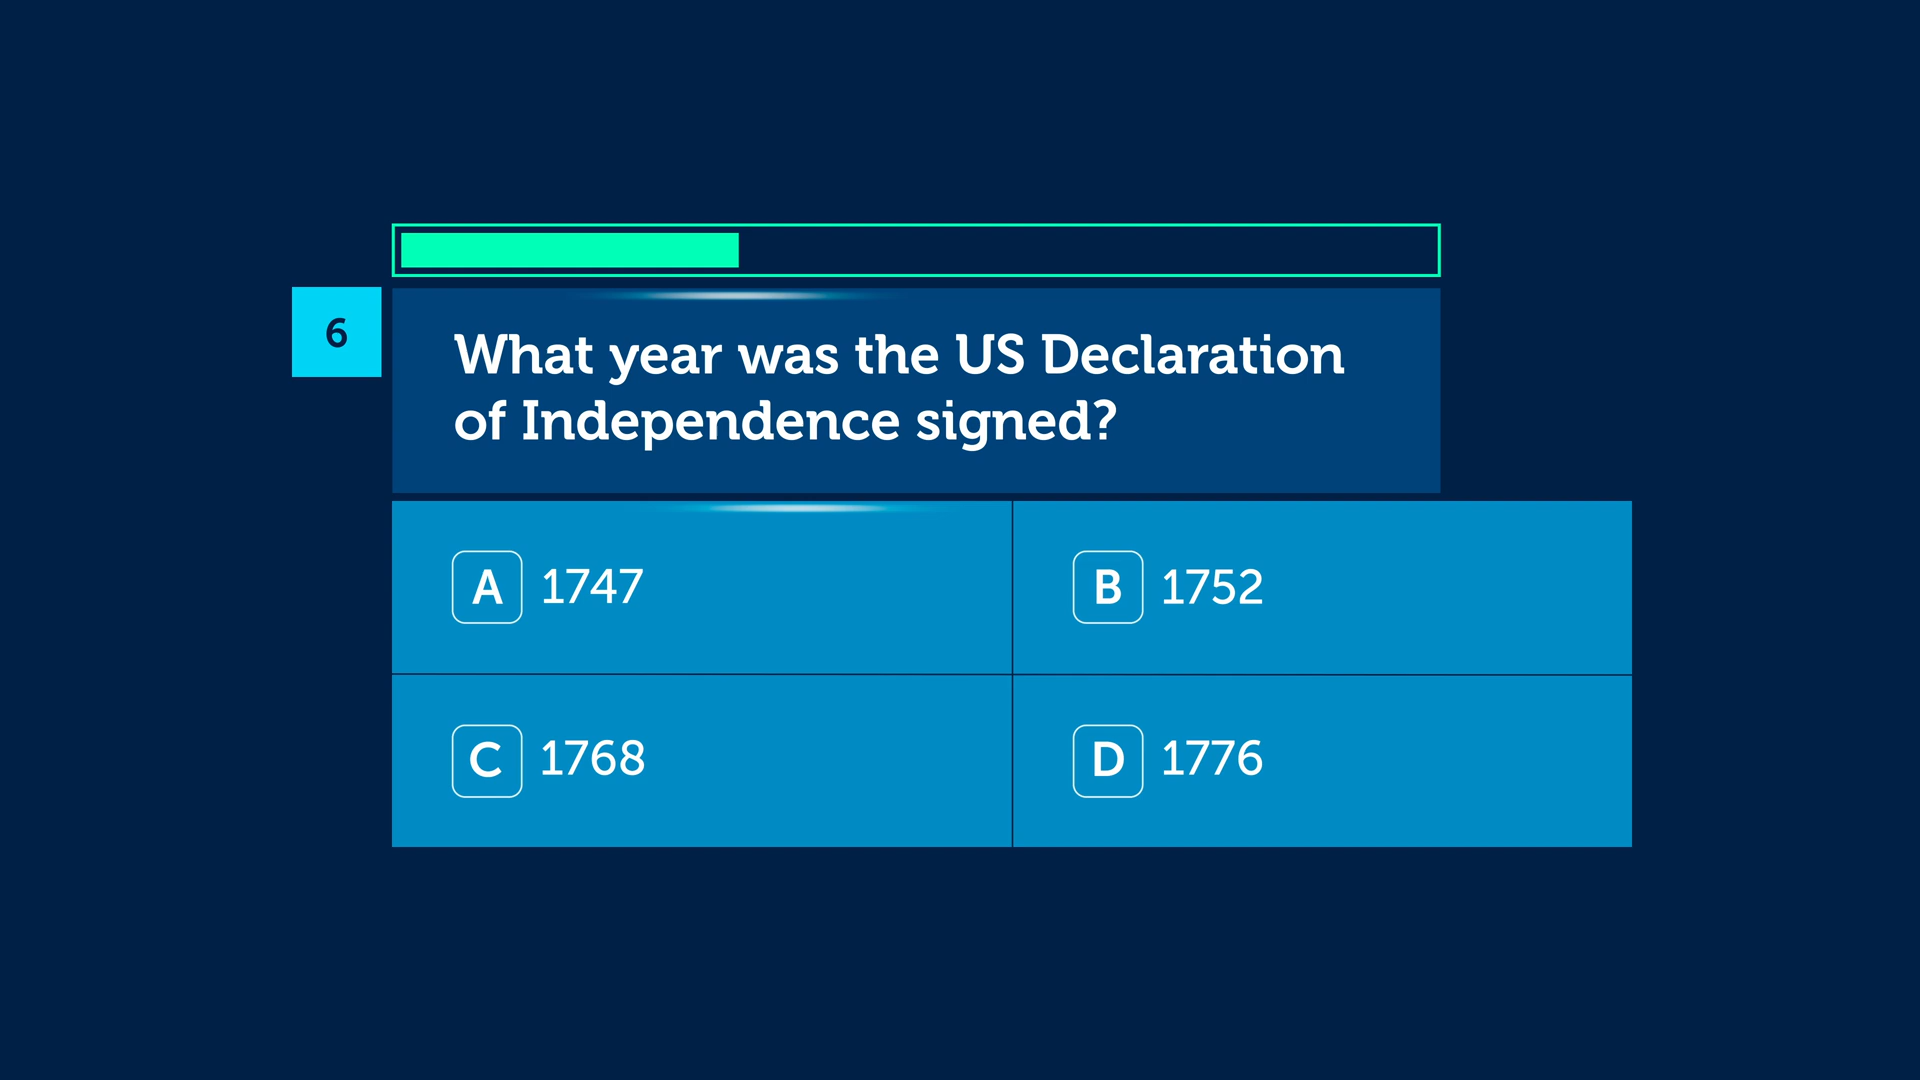 6
What year was the US Declaration
of Independence signed?
A 1747
B 1752
C 1768
D 1776